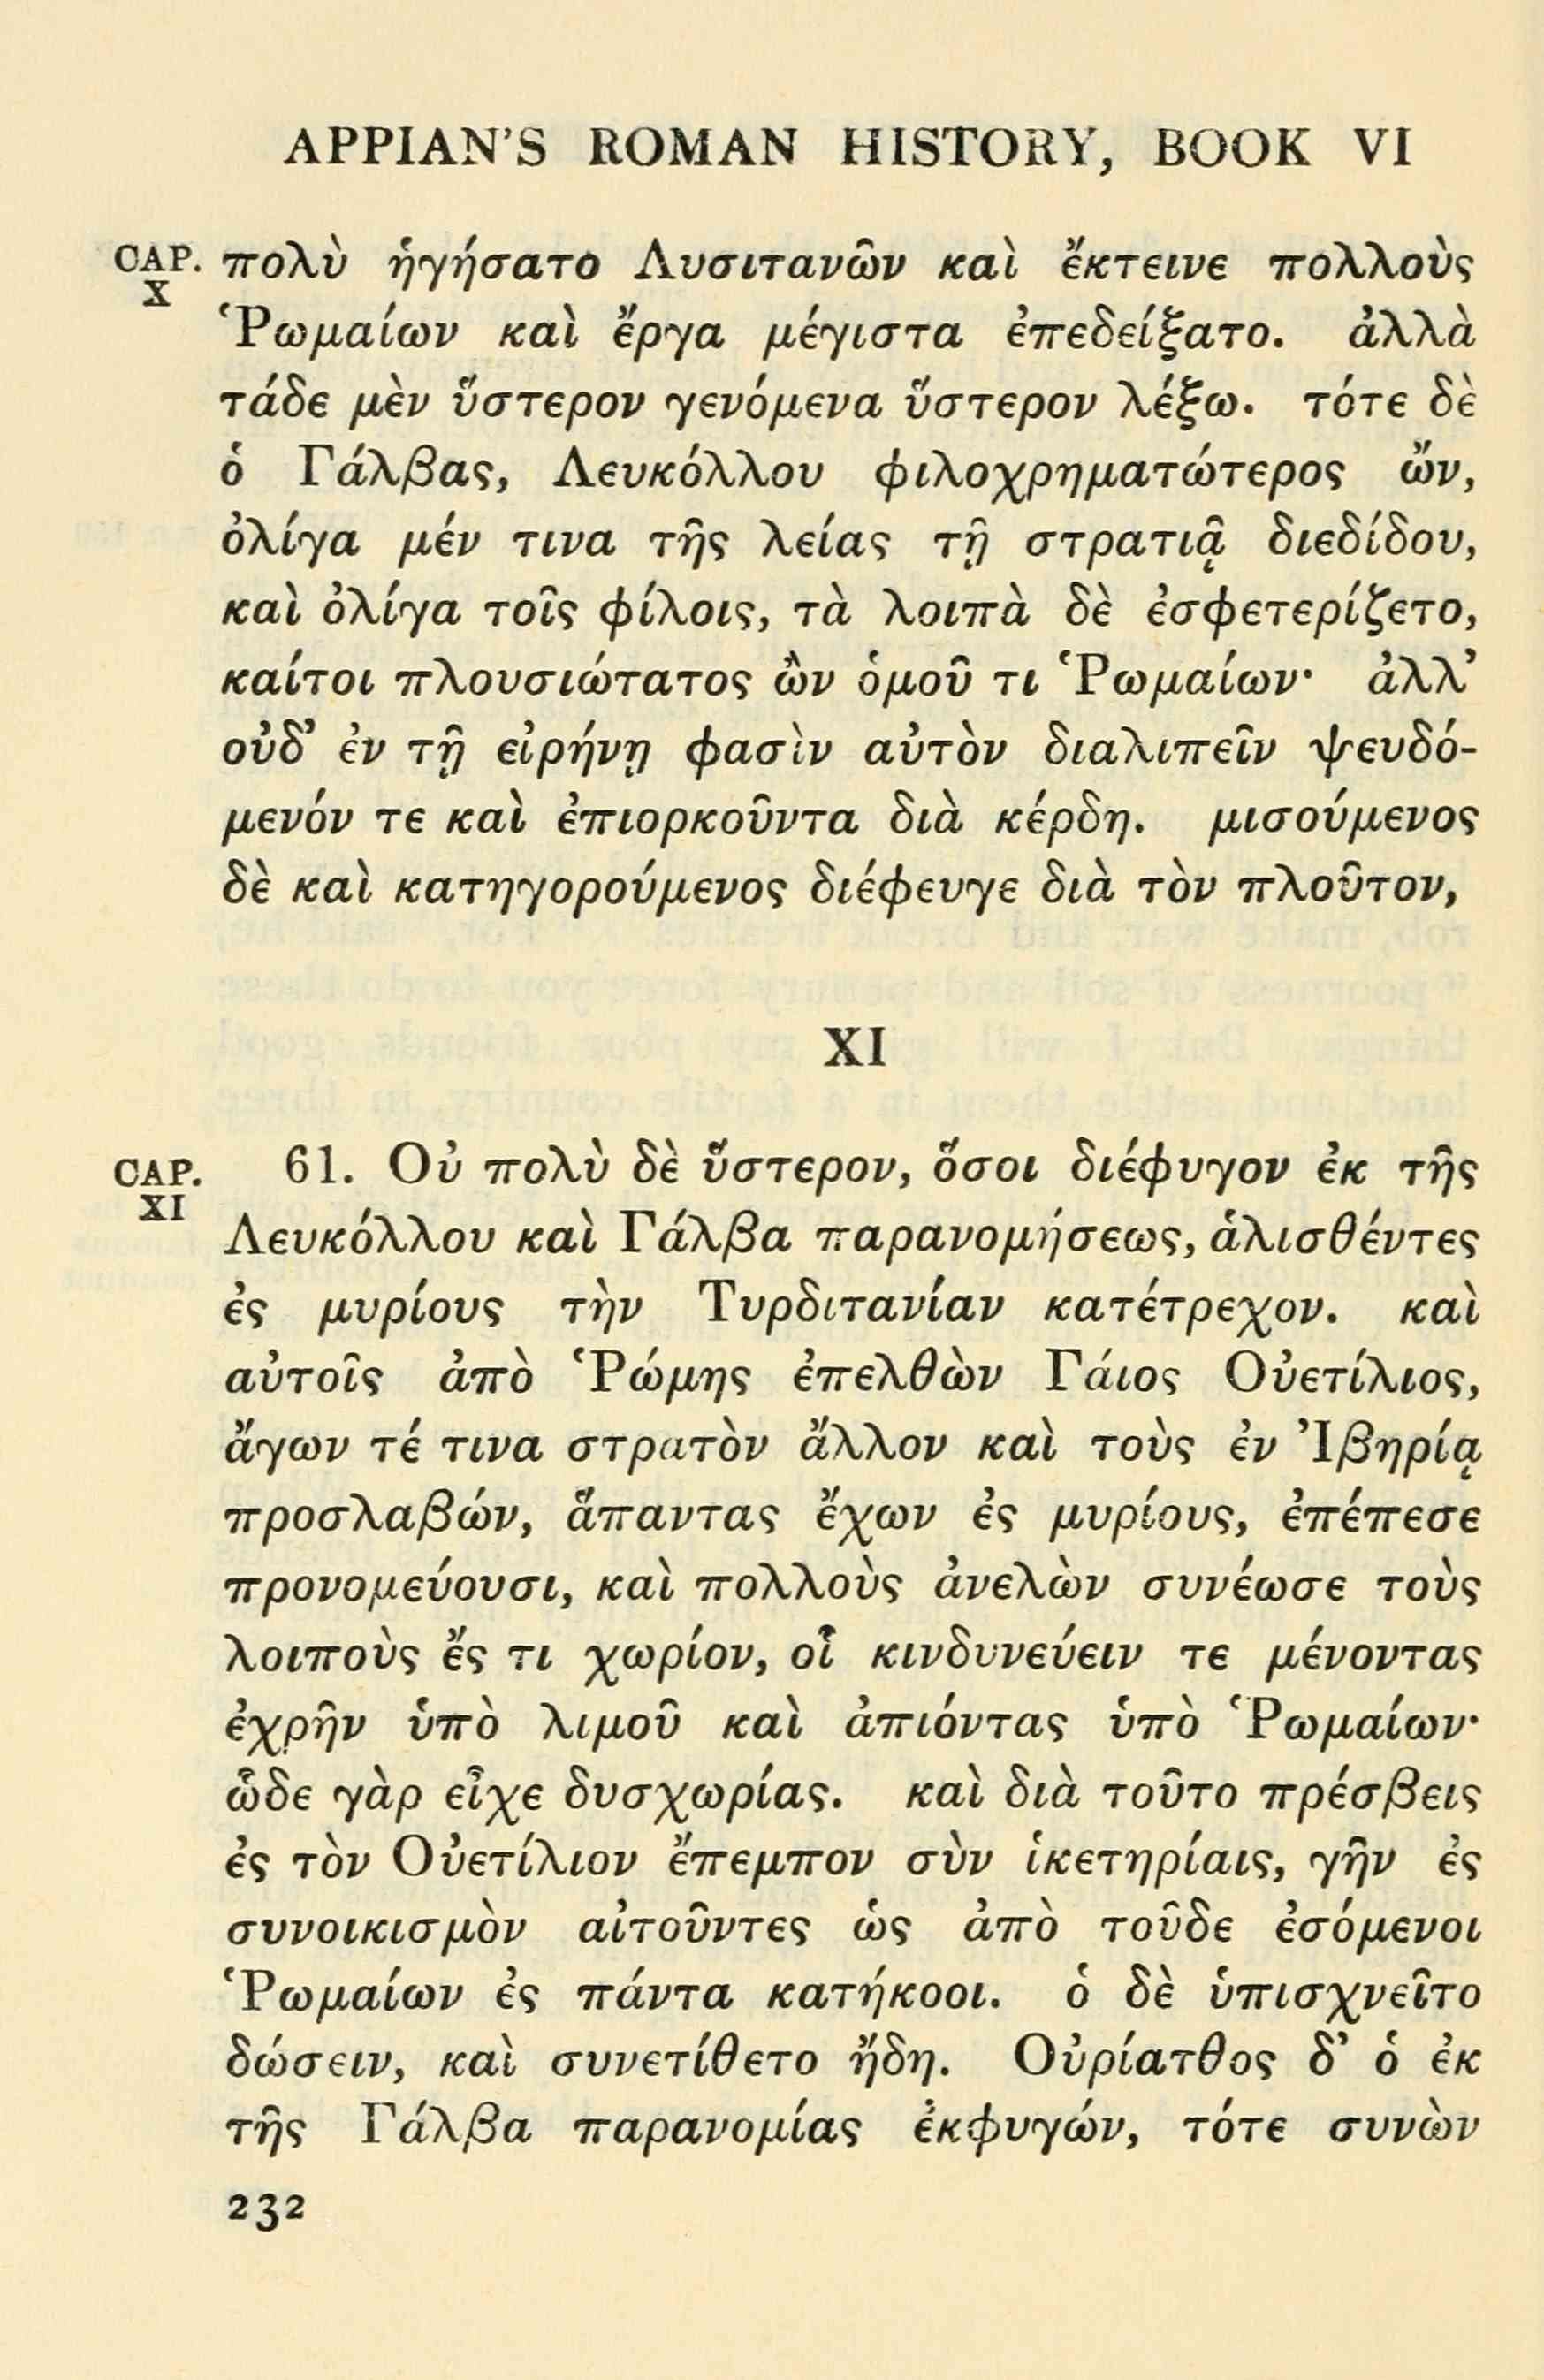 APPIAN'S ROMAN HISTORY, BOOK VI
CAP. X
πολὺ ἡγήσατο Λυσιτανῶν καὶ ἔκτεινε πολλοὺς
Ῥωμαίων καὶ ἔργα μέγιστα ἐπεδείξατο. ἀλλὰ
τάδε μὲν ὕστερον γενόμενα ὕστερον λέξω. τότε δὲ
ὁ Γάλβας, Λευκόλλου φιλοχρηματώτερος ὤν,
ὀλίγα μέν τινα τῆς λείας τῇ στρατιᾷ διεδίδου,
καὶ ὀλίγα τοῖς φίλοις, τὰ λοιπὰ δὲ ἐσφετερίζετο,
καίτοι πλουσιώτατος ὢν ὁμοῦ τι Ῥωμαίων· ἀλλ'
οὐδ' ἐν τῇ εἰρήνῃ φασὶν αὐτὸν διαλιπεῖν ψευδό-
μενόν τε καὶ ἐπιορκοῦντα διὰ κέρδη. μισούμενος
δὲ καὶ κατηγορούμενος διέφευγε διὰ τὸν πλοῦτον,
XI
CAP. XI
61. Οὐ πολὺ δὲ ὕστερον, ὅσοι διέφυγον ἐκ τῆς
Λευκόλλου καὶ Γάλβα παρανομήσεως, ἁλισθέντες
ἐς μυρίους τὴν Τυρδιτανίαν κατέτρεχον. καὶ
αὐτοῖς ἀπὸ Ῥώμης ἐπελθὼν Γάιος Οὐετίλιος,
ἄγων τέ τινα στρατὸν ἄλλον καὶ τοὺς ἐν Ἰβηρίᾳ
προσλαβών, ἅπαντας ἔχων ἐς μυρίους, ἐπέπεσε
προνομεύουσι, καὶ πολλοὺς ἀνελὼν συνέωσε τοὺς
λοιποὺς ἔς τι χωρίον, οἷ κινδυνεύειν τε μένοντας
ἐχρῆν ὑπὸ λιμοῦ καὶ ἀπιόντας ὑπὸ Ῥωμαίων·
ὧδε γὰρ εἶχε δυσχωρίας. καὶ διὰ τοῦτο πρέσβεις
ἐς τὸν Οὐετίλιον ἔπεμπον σὺν ἱκετηρίαις, γῆν ἐς
συνοικισμὸν αἰτοῦντες ὡς ἀπὸ τοῦδε ἐσόμενοι
Ῥωμαίων ἐς πάντα κατήκοοι. ὁ δὲ ὑπισχνεῖτο
δώσειν, καὶ συνετίθετο ἤδη. Οὐρίατθος δ' ὁ ἐκ
τῆς Γάλβα παρανομίας ἐκφυγών, τότε συνὼν
232